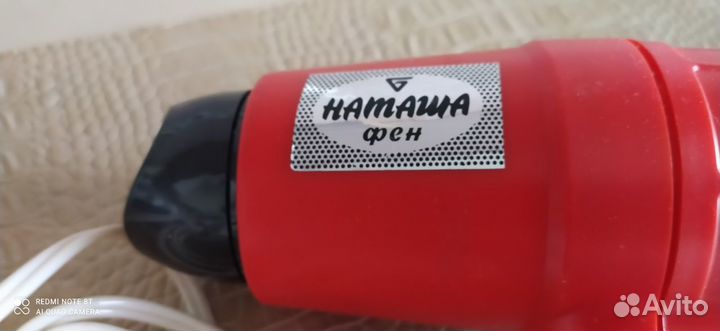 НАТАША
фен
REDMI NOTE 8T
AI QUAD CAMERA
Avito